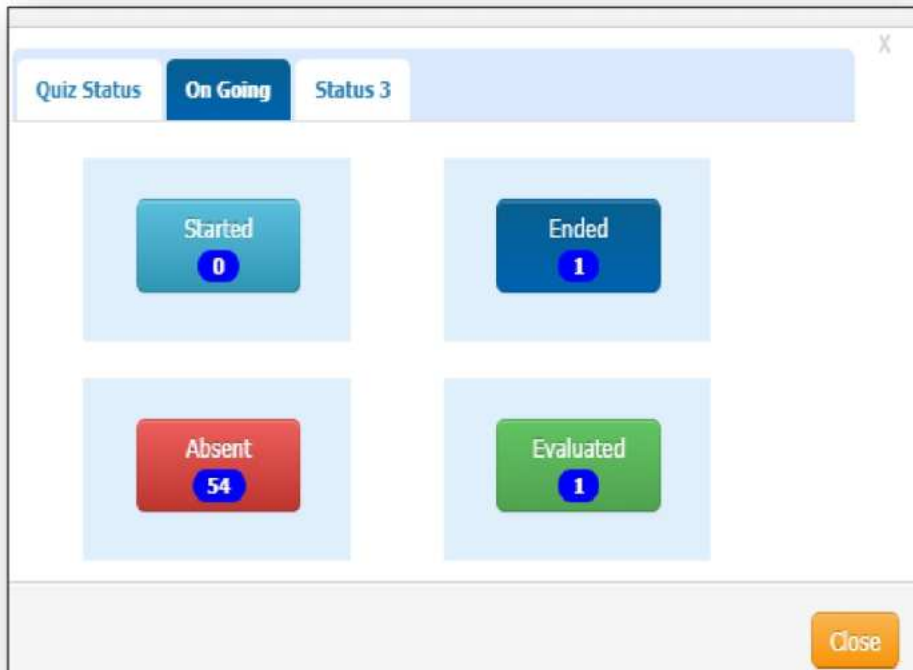 X
Quiz Status On Going Status 3
Started Ended
0 1
Absent Evaluated
54 1
Close